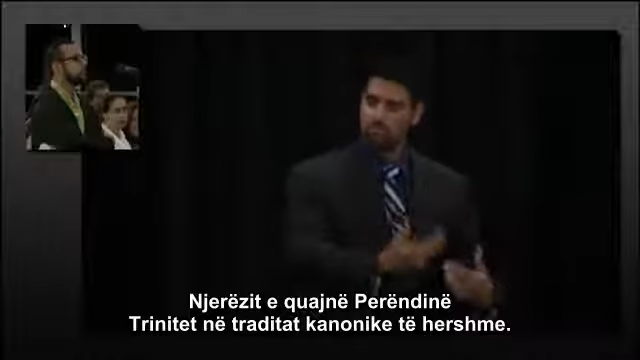 Njerëzit e quajnë Perëndinë
Trinitet në traditat kanonike të hershme.